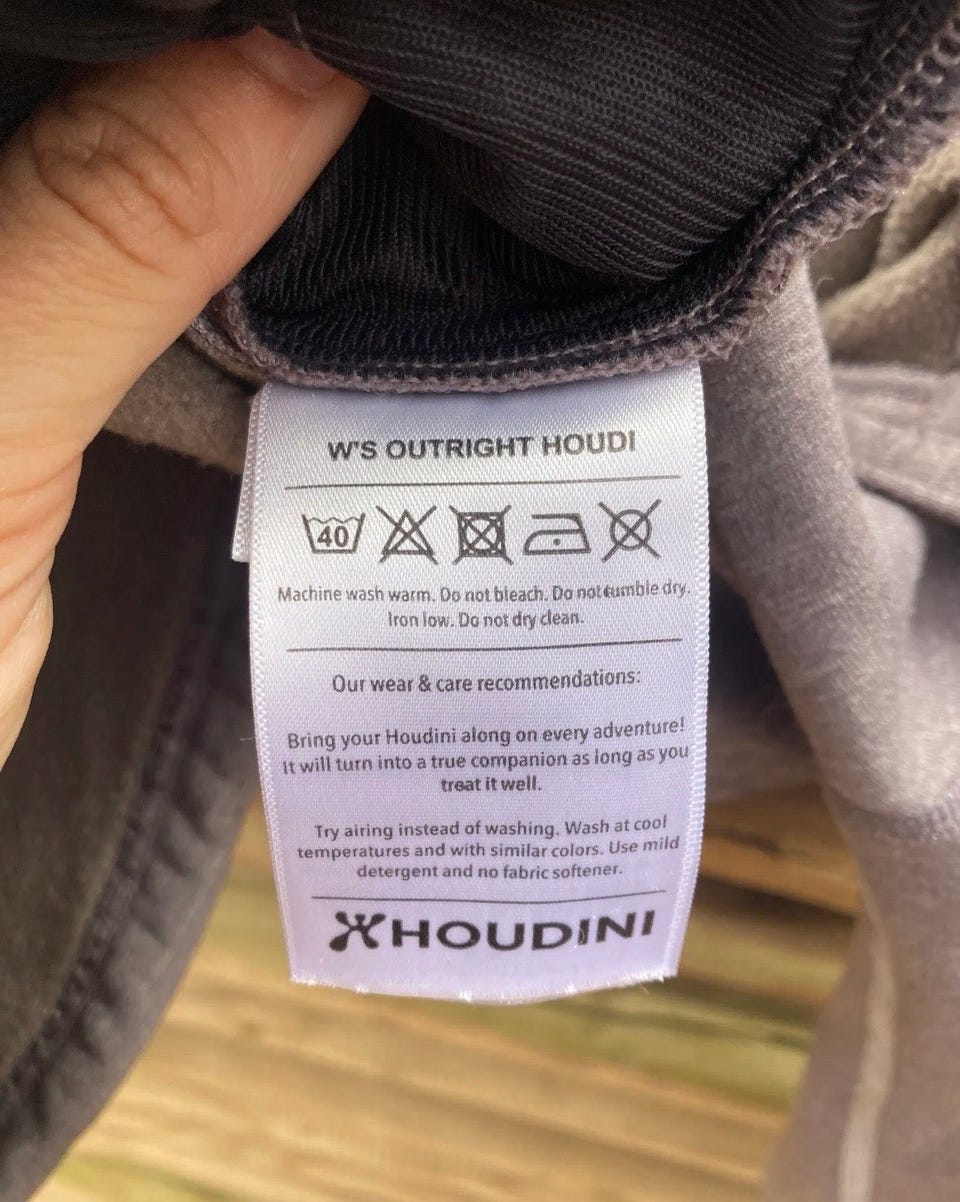 W'S OUTRIGHT HOUDI
40
Machine wash warm. Do not bleach. Do not tumble dry.
Iron low. Do not dry clean.
Our wear & care recommendations:
Bring your Houdini along on every adventure!
It will turn into a true companion as long as you
treat it well.
Try airing instead of washing. Wash at cool
temperatures and with similar colors. Use mild
detergent and no fabric softener.
HOUDINI